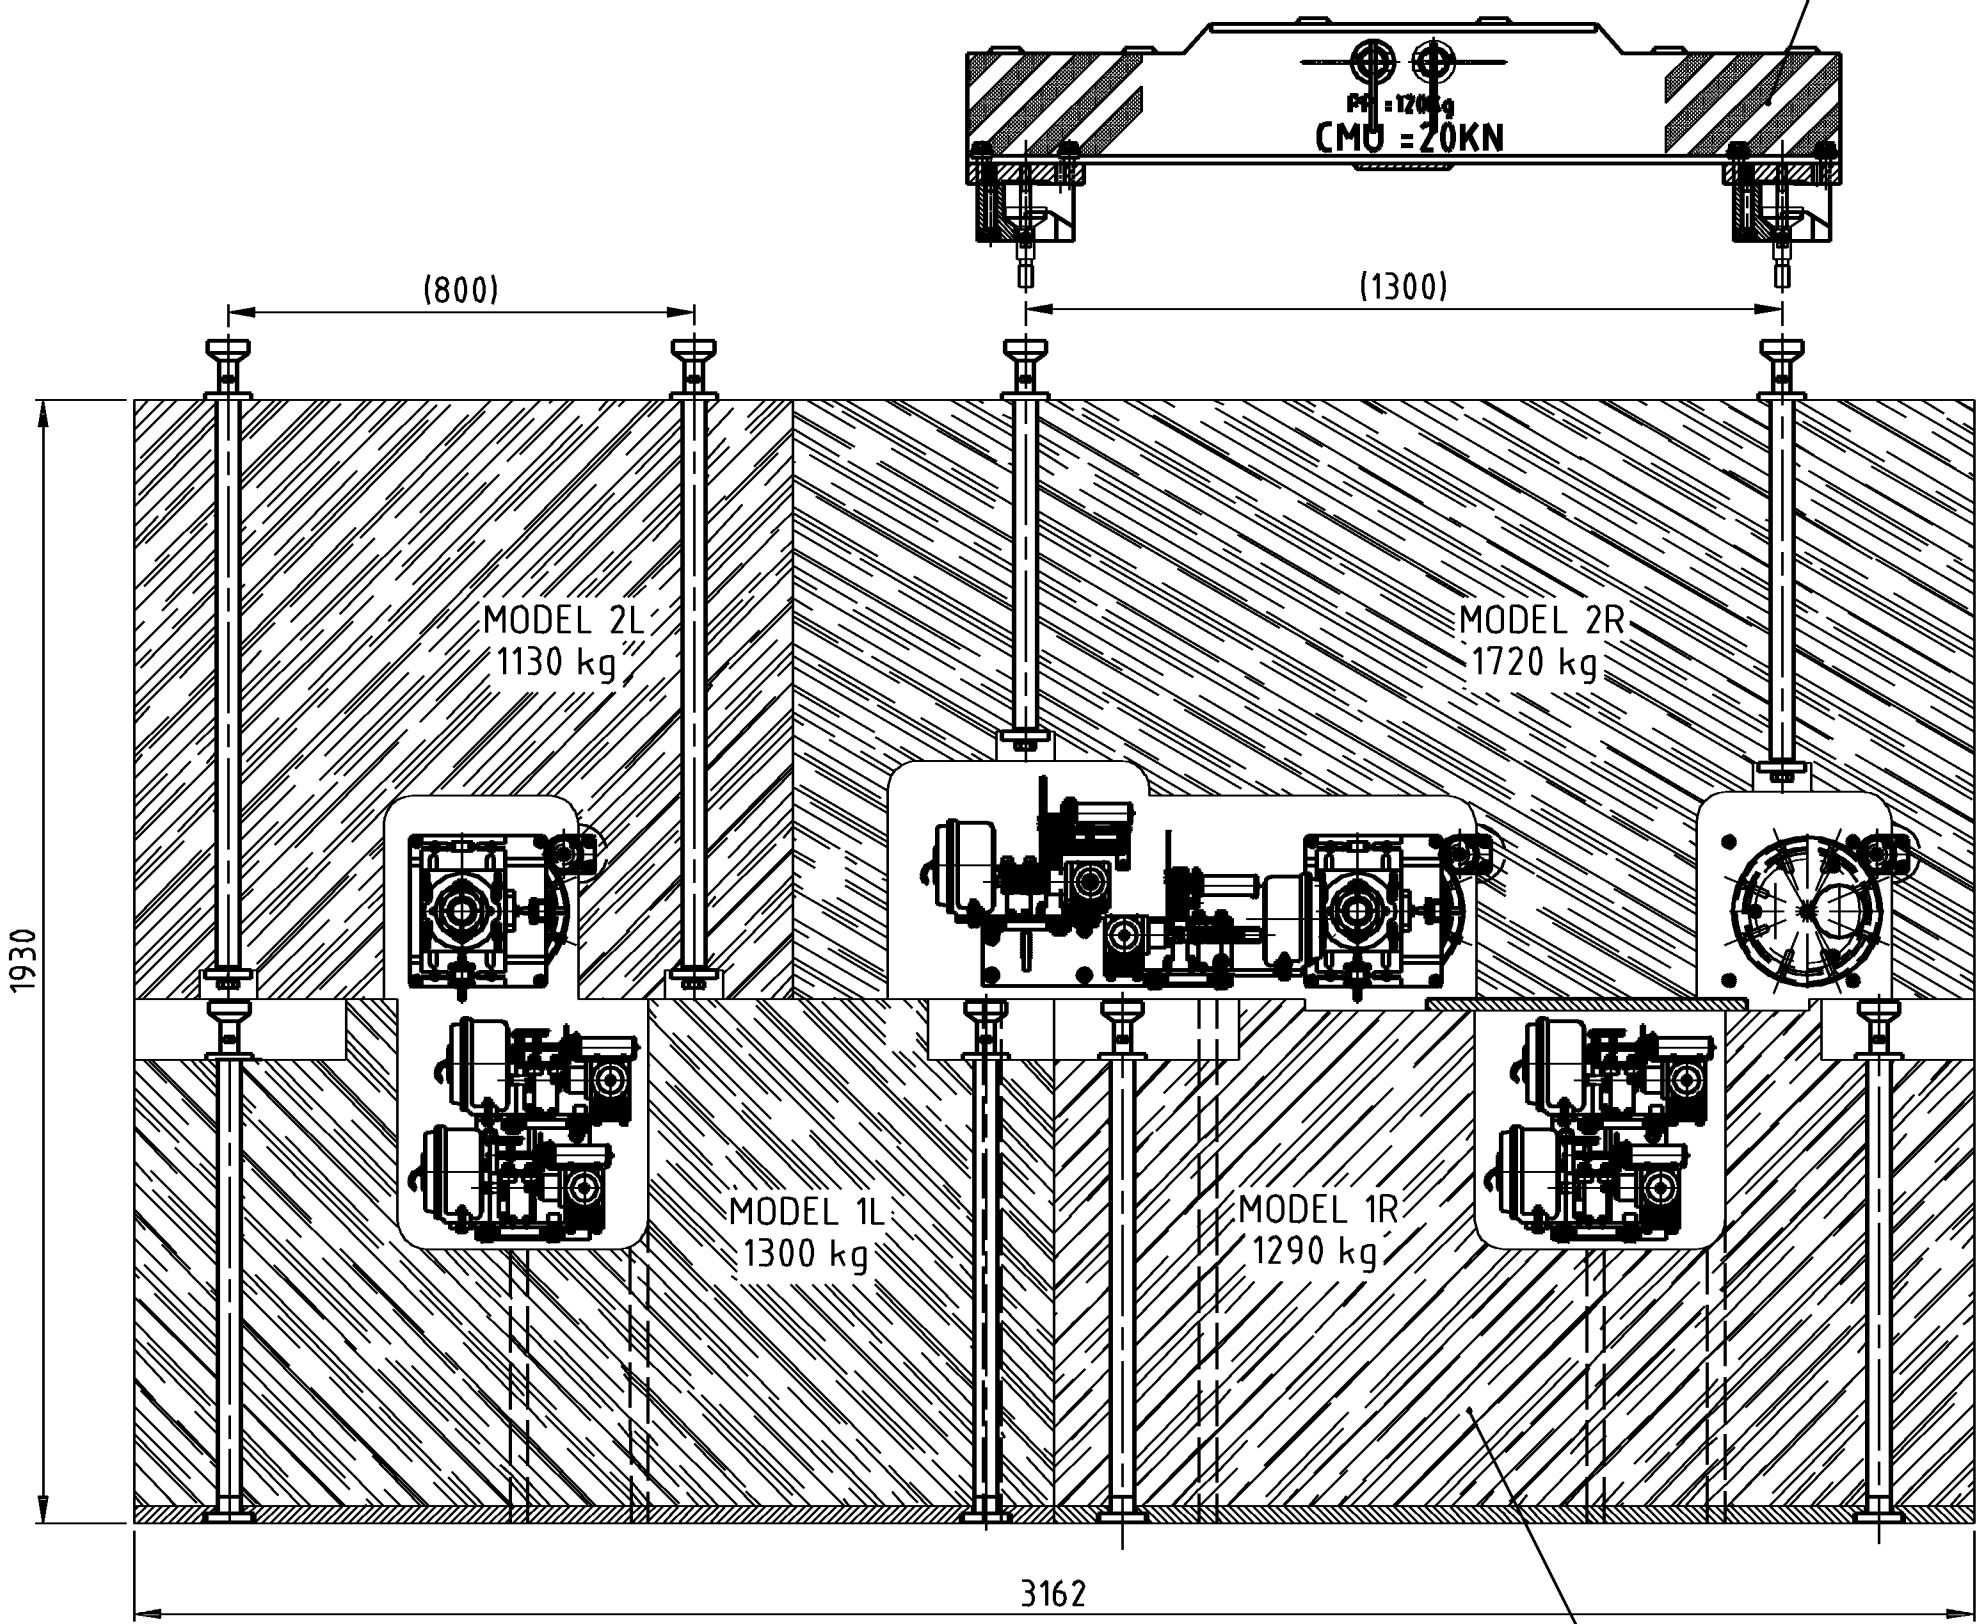 CMU =20KN
(800)
(1300)
MODEL 2L
1130 kg
MODEL 2R
1720 kg
1930
MODEL 1L
1300 kg
MODEL 1R
1290 kg
3162